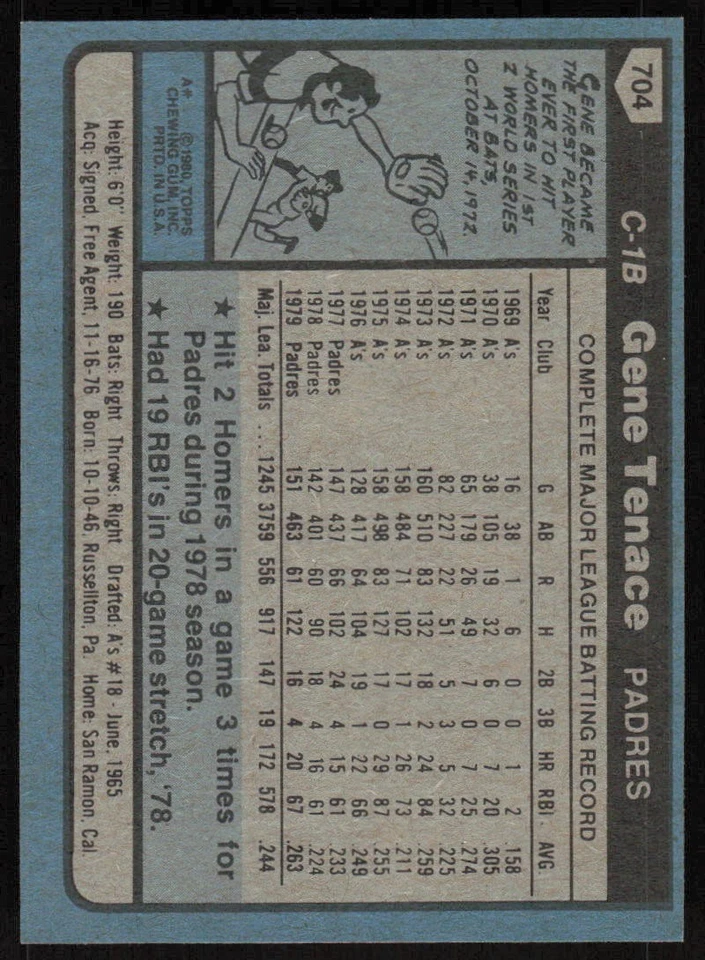 704 C-1B Gene Tenace PADRES
GENE BECAME
THE FIRST PLAYER
EVER TO HIT
HOMERS IN 1ST
2 WORLD SERIES
AT BATS,
OCTOBER 14, 1972.
A# ©1980 TOPPS
CHEWING GUM, INC.
PRTD. IN U.S.A.
COMPLETE MAJOR LEAGUE BATTING RECORD
Year Club G AB R H 2B 3B HR RBI. AVG.
1969 A's 16 38 1 6 0 0 1 2 .158
1970 A's 38 105 19 32 6 0 7 20 .305
1971 A's 65 179 26 49 7 0 7 25 .274
1972 A's 82 227 22 51 5 3 5 32 .225
1973 A's 160 510 83 132 18 2 24 84 .259
1974 A's 158 484 71 102 17 1 26 73 .211
1975 A's 158 498 83 127 17 0 29 87 .255
1976 A's 128 417 64 104 19 1 22 66 .249
1977 Padres 147 437 66 102 24 4 15 61 .233
1978 Padres 142 401 60 90 18 4 16 61 .224
1979 Padres 151 463 61 122 16 4 20 67 .263
Maj. Lea. Totals .... 1245 3759 556 917 147 19 172 578 .244
★ Hit 2 Homers in a game 3 times for
Padres during 1978 season.
★ Had 19 RBI's in 20-game stretch, '78.
Height: 6'0" Weight: 190 Bats: Right Throws: Right Drafted: A's #18 - June, 1965
Acq: Signed, Free Agent, 11-16-76 Born: 10-10-46, Russellton, Pa. Home: San Ramon, Cal.